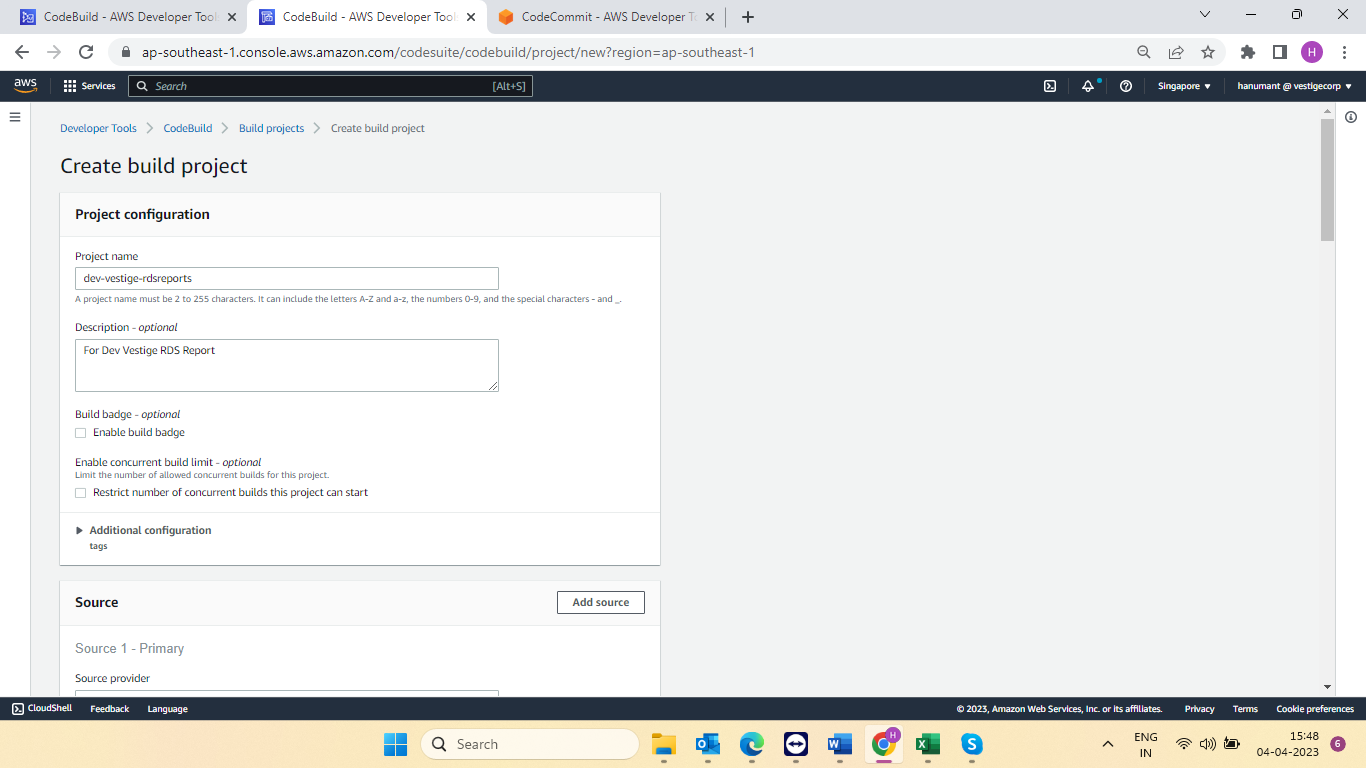 CodeBuild - AWS Developer Tool
CodeBuild - AWS Developer Tool
CodeCommit - AWS Developer T
ap-southeast-1.console.aws.amazon.com/codesuite/codebuild/project/new?region=ap-southeast-1
H
aws
Services
Search
[Alt+S]
Singapore
hanumant @ vestigecorp
Developer Tools
CodeBuild
Build projects
Create build project
Create build project
Project configuration
Project name
dev-vestige-rdsreports
A project name must be 2 to 255 characters. It can include the letters A-Z and a-z, the numbers 0-9, and the special characters - and _.
Description - optional
For Dev Vestige RDS Report
Build badge - optional
Enable build badge
Enable concurrent build limit - optional
Limit the number of allowed concurrent builds for this project.
Restrict number of concurrent builds this project can start
Additional configuration
tags
Source
Add source
Source 1 - Primary
Source provider
CloudShell
Feedback
Language
© 2023, Amazon Web Services, Inc. or its affiliates.
Privacy
Terms
Cookie preferences
Search
H
ENG
IN
15:48
04-04-2023
6